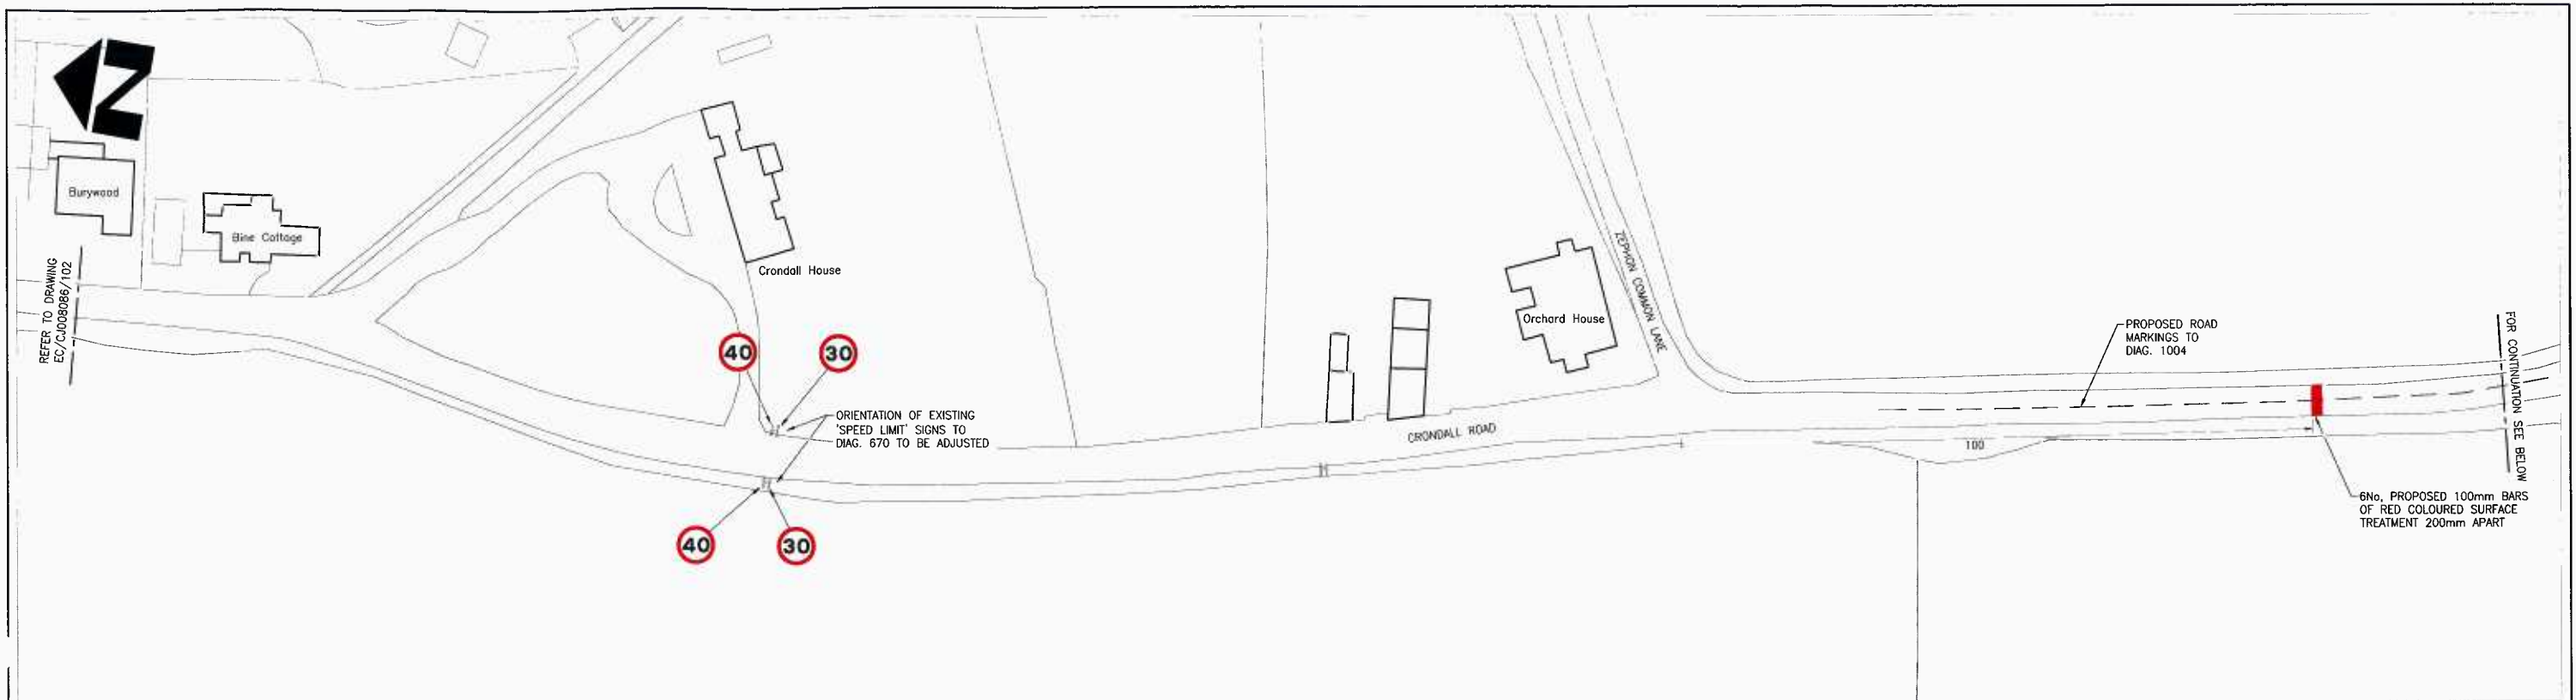 N
Burywood
Bine Cottage
REFER TO DRAWING
EC/CJ008086/102
Crondall House
40
30
ORIENTATION OF EXISTING
'SPEED LIMIT' SIGNS TO
DIAG. 670 TO BE ADJUSTED
40
30
CRONDALL ROAD
Orchard House
ZEPHON COMMON LANE
PROPOSED ROAD
MARKINGS TO
DIAG. 1004
100
FOR CONTINUATION SEE BELOW
6No, PROPOSED 100mm BARS
OF RED COLOURED SURFACE
TREATMENT 200mm APART